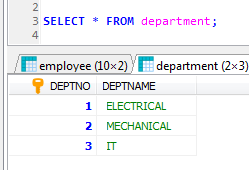 2
3 SELECT * FROM department;
4
employee (10×2) department (2×3)
DEPTNO DEPTNAME
1 ELECTRICAL
2 MECHANICAL
3 IT